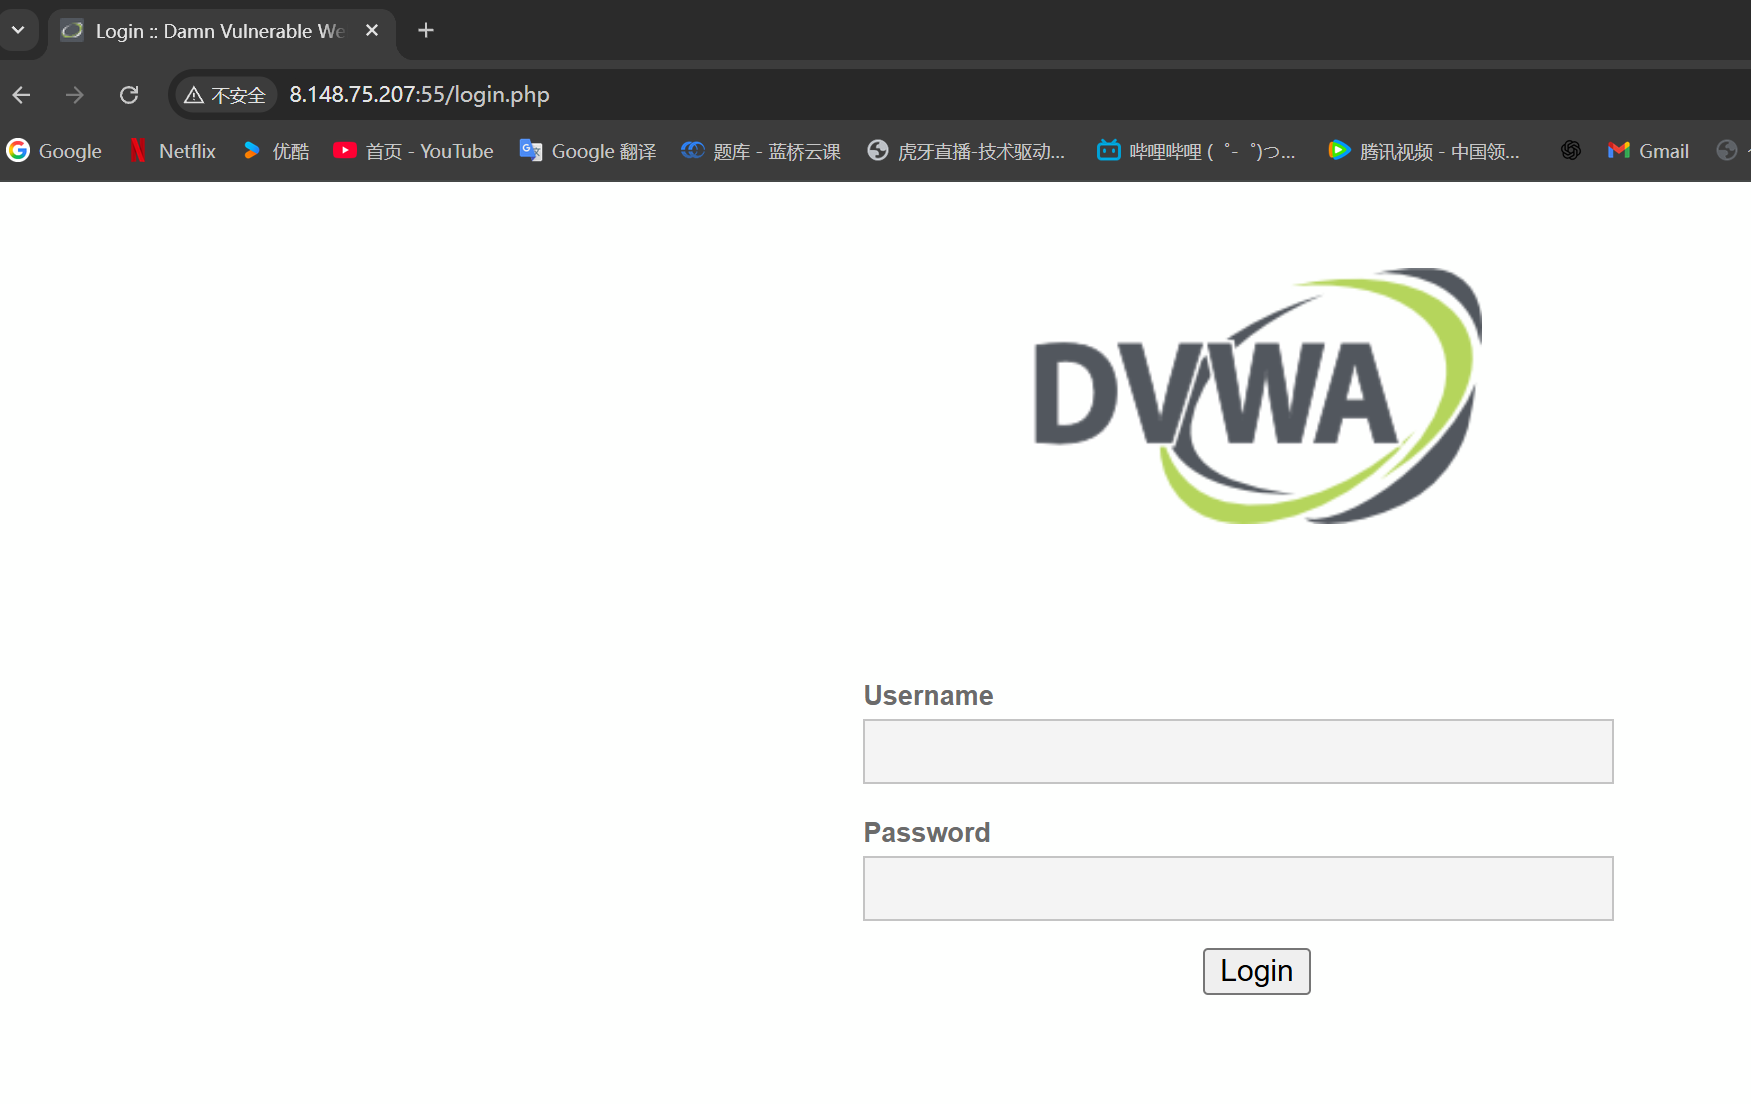 Login :: Damn Vulnerable We
不安全 8.148.75.207:55/login.php
Google Netflix 优酷 首页 - YouTube Google 翻译 题库 - 蓝桥云课 虎牙直播-技术驱动... 哔哩哔哩 (゜-゜)つ... 腾讯视频 - 中国领... Gmail
DVWA
Username
Password
Login